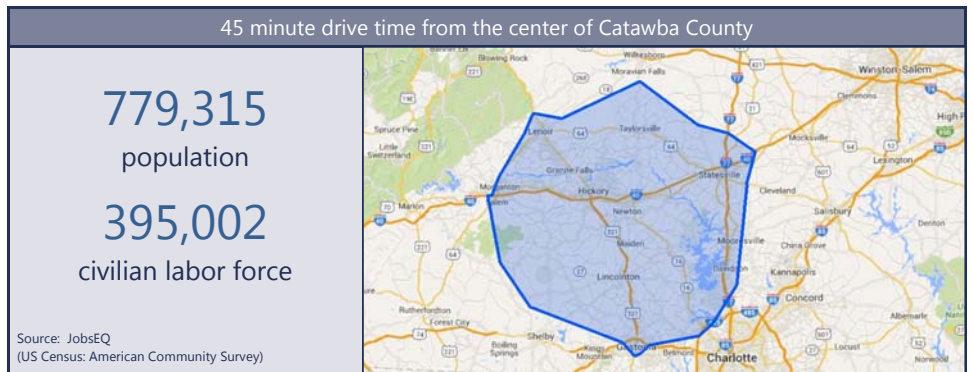 45 minute drive time from the center of Catawba County
779,315
population
395,002
civilian labor force
Source: JobsEQ
(US Census: American Community Survey)
Blowing Rock
Wilkesboro
Moravian Falls
Winston-Salem
Clemmons
High P
Spruce Pine
Little
Switzerland
Lenoir
Taylorsville
Mocksville
Lexington
Granite Falls
Statesville
Hickory
Cleveland
Marion
Newton
Salisbury
Denton
Maiden
Mooresville
China Grove
Lincolnton
Davidson
Kannapolis
Concord
Rutherfordton
Forest City
Albemarle
Shelby
Boiling
Springs
Kings
Mountain
Gastonia
Belmont
Charlotte
Locust
Norwood